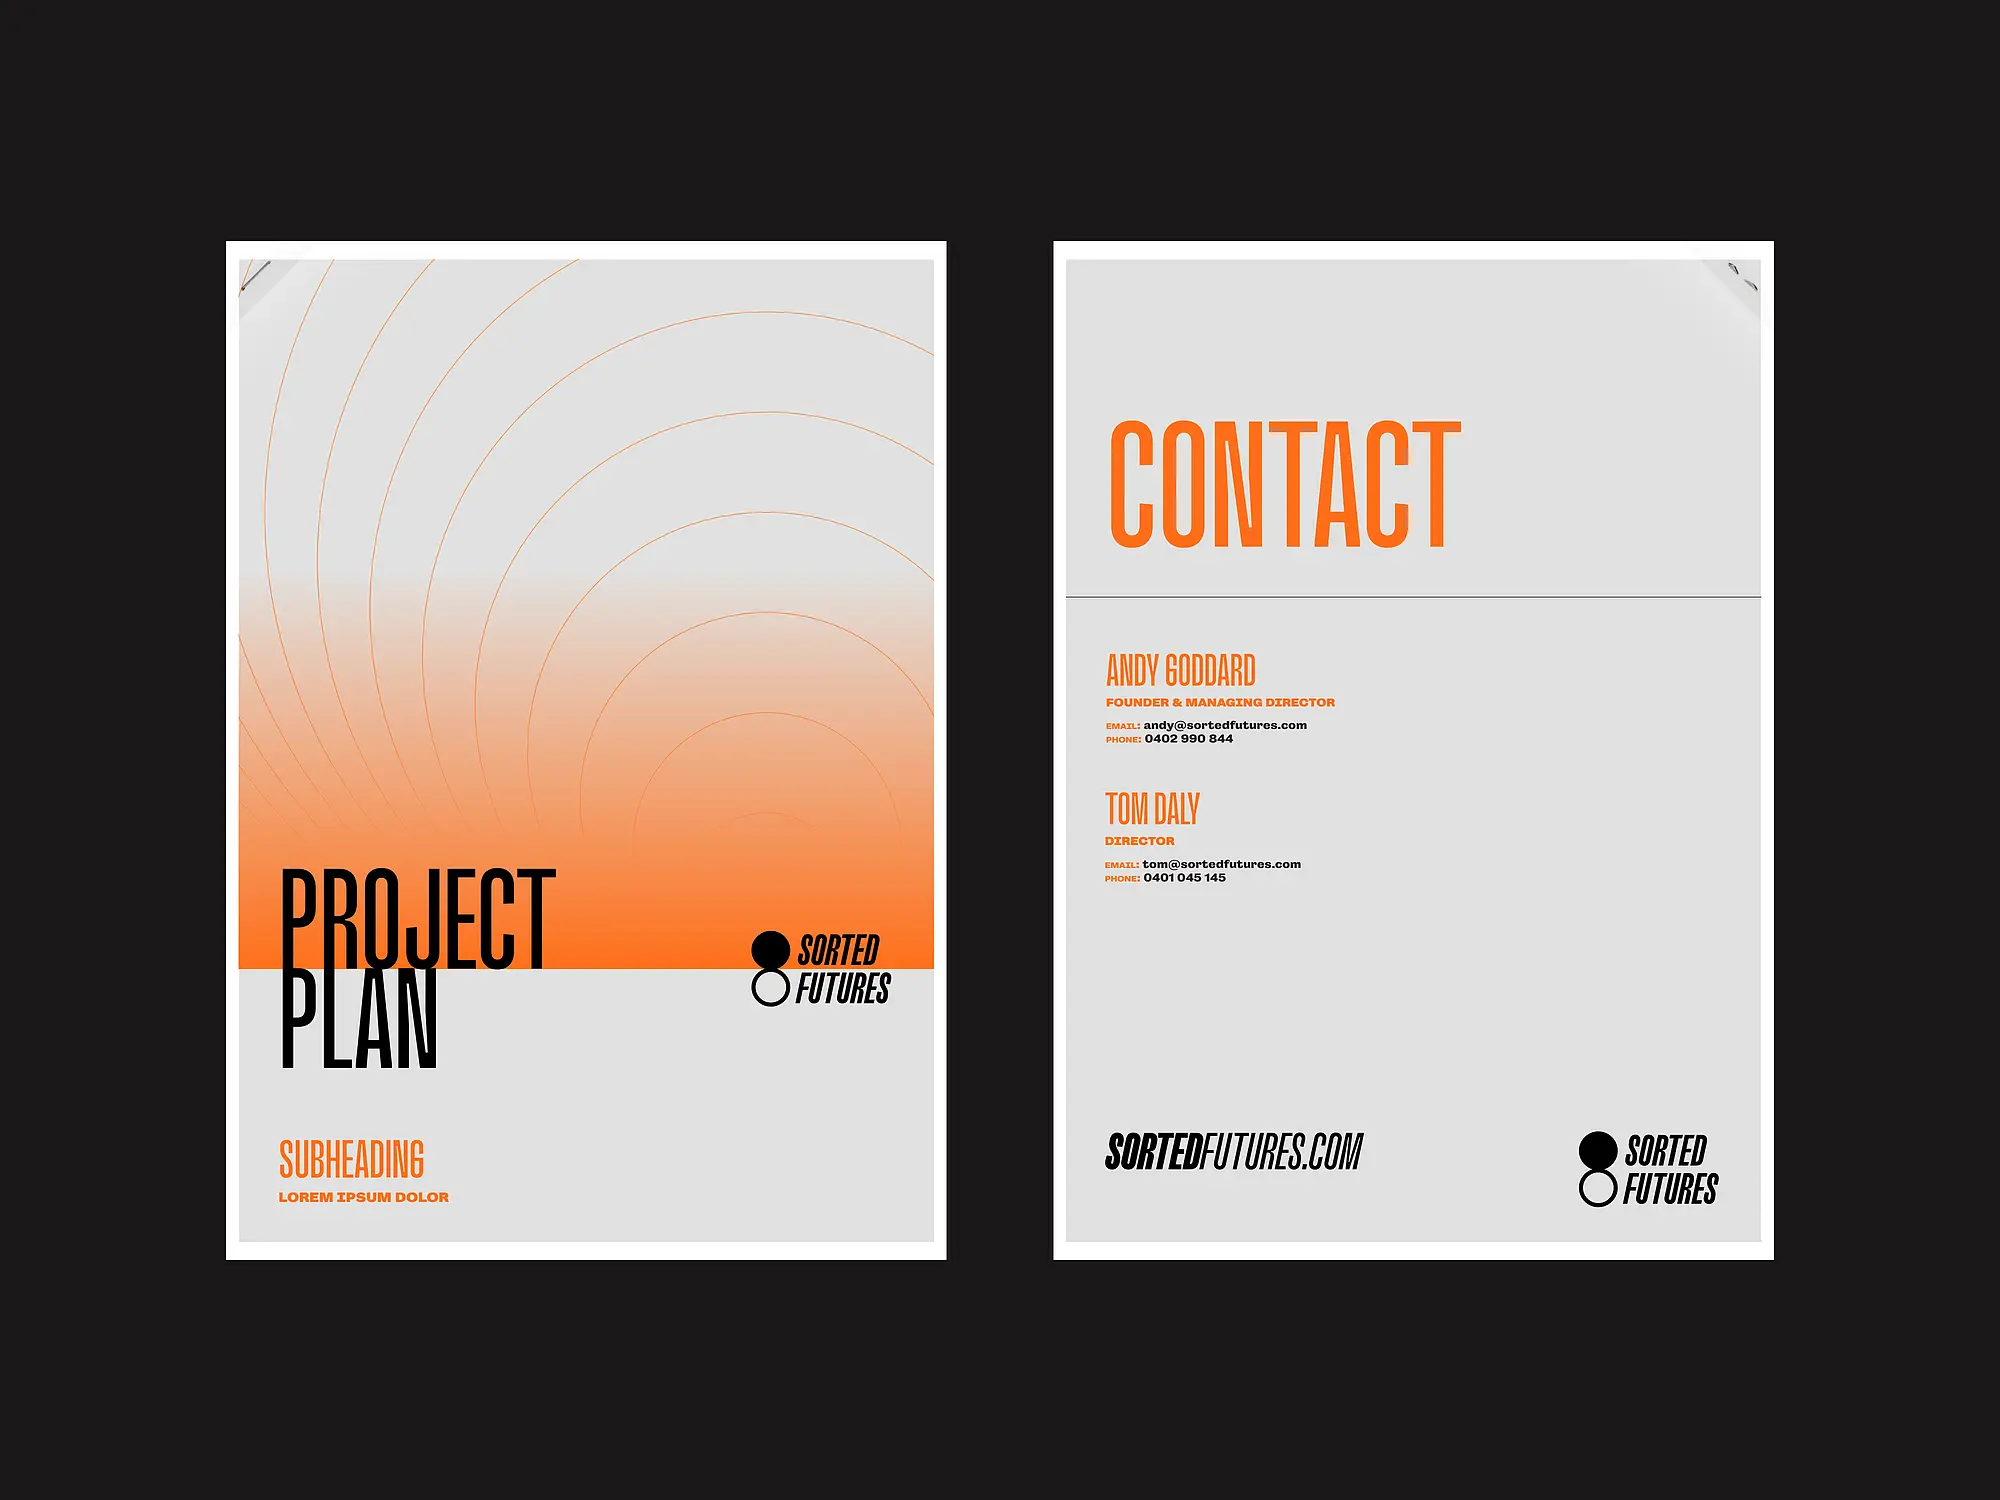 PROJECT
PLAN
SORTED
FUTURES
SUBHEADING
LOREM IPSUM DOLOR
CONTACT
ANDY GODDARD
FOUNDER & MANAGING DIRECTOR
EMAIL: andy@sortedfutures.com
PHONE: 0402 990 844
TOM DALY
DIRECTOR
EMAIL: tom@sortedfutures.com
PHONE: 0401 045 145
SORTEDFUTURES.COM
SORTED
FUTURES